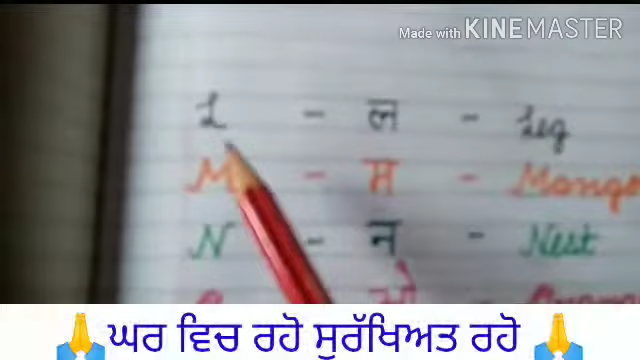 Made with KINEMASTER
L - ल - Leg
M - म - Mango
N - न - Nest
ਘਰ ਵਿਚ ਰਹੋ ਸੁਰੱਖਿਅਤ ਰਹੋ